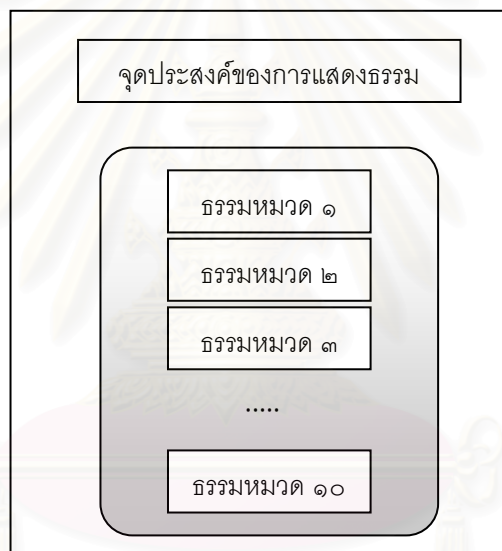 จุดประสงค์ของการแสดงธรรม
ธรรมหมวด ๑
ธรรมหมวด ๒
ธรรมหมวด ๓
.....
ธรรมหมวด ๑๐